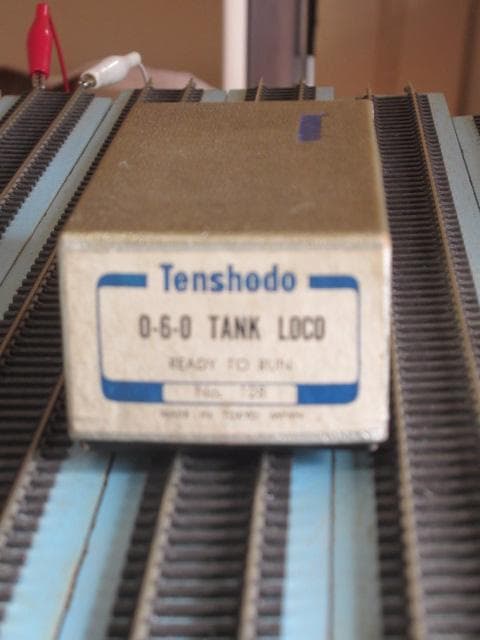 Tenshodo
0-6-0 TANK LOCO
READY TO RUN
No. 128
MADE IN TOKYO JAPAN